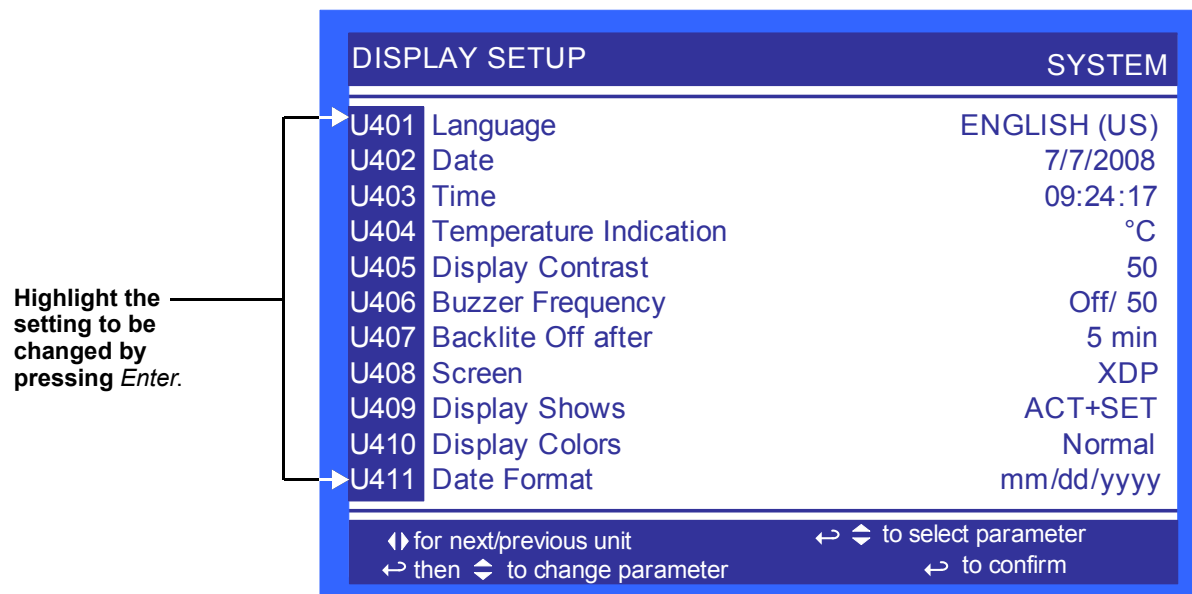 DISPLAY SETUP SYSTEM
U401 Language ENGLISH (US)
U402 Date 7/7/2008
U403 Time 09:24:17
U404 Temperature Indication °C
U405 Display Contrast 50
U406 Buzzer Frequency Off/ 50
U407 Backlite Off after 5 min
U408 Screen XDP
U409 Display Shows ACT+SET
U410 Display Colors Normal
U411 Date Format mm/dd/yyyy
Highlight the
setting to be
changed by
pressing Enter.
for next/previous unit
↵ then to change parameter
↵ to select parameter
↵ to confirm